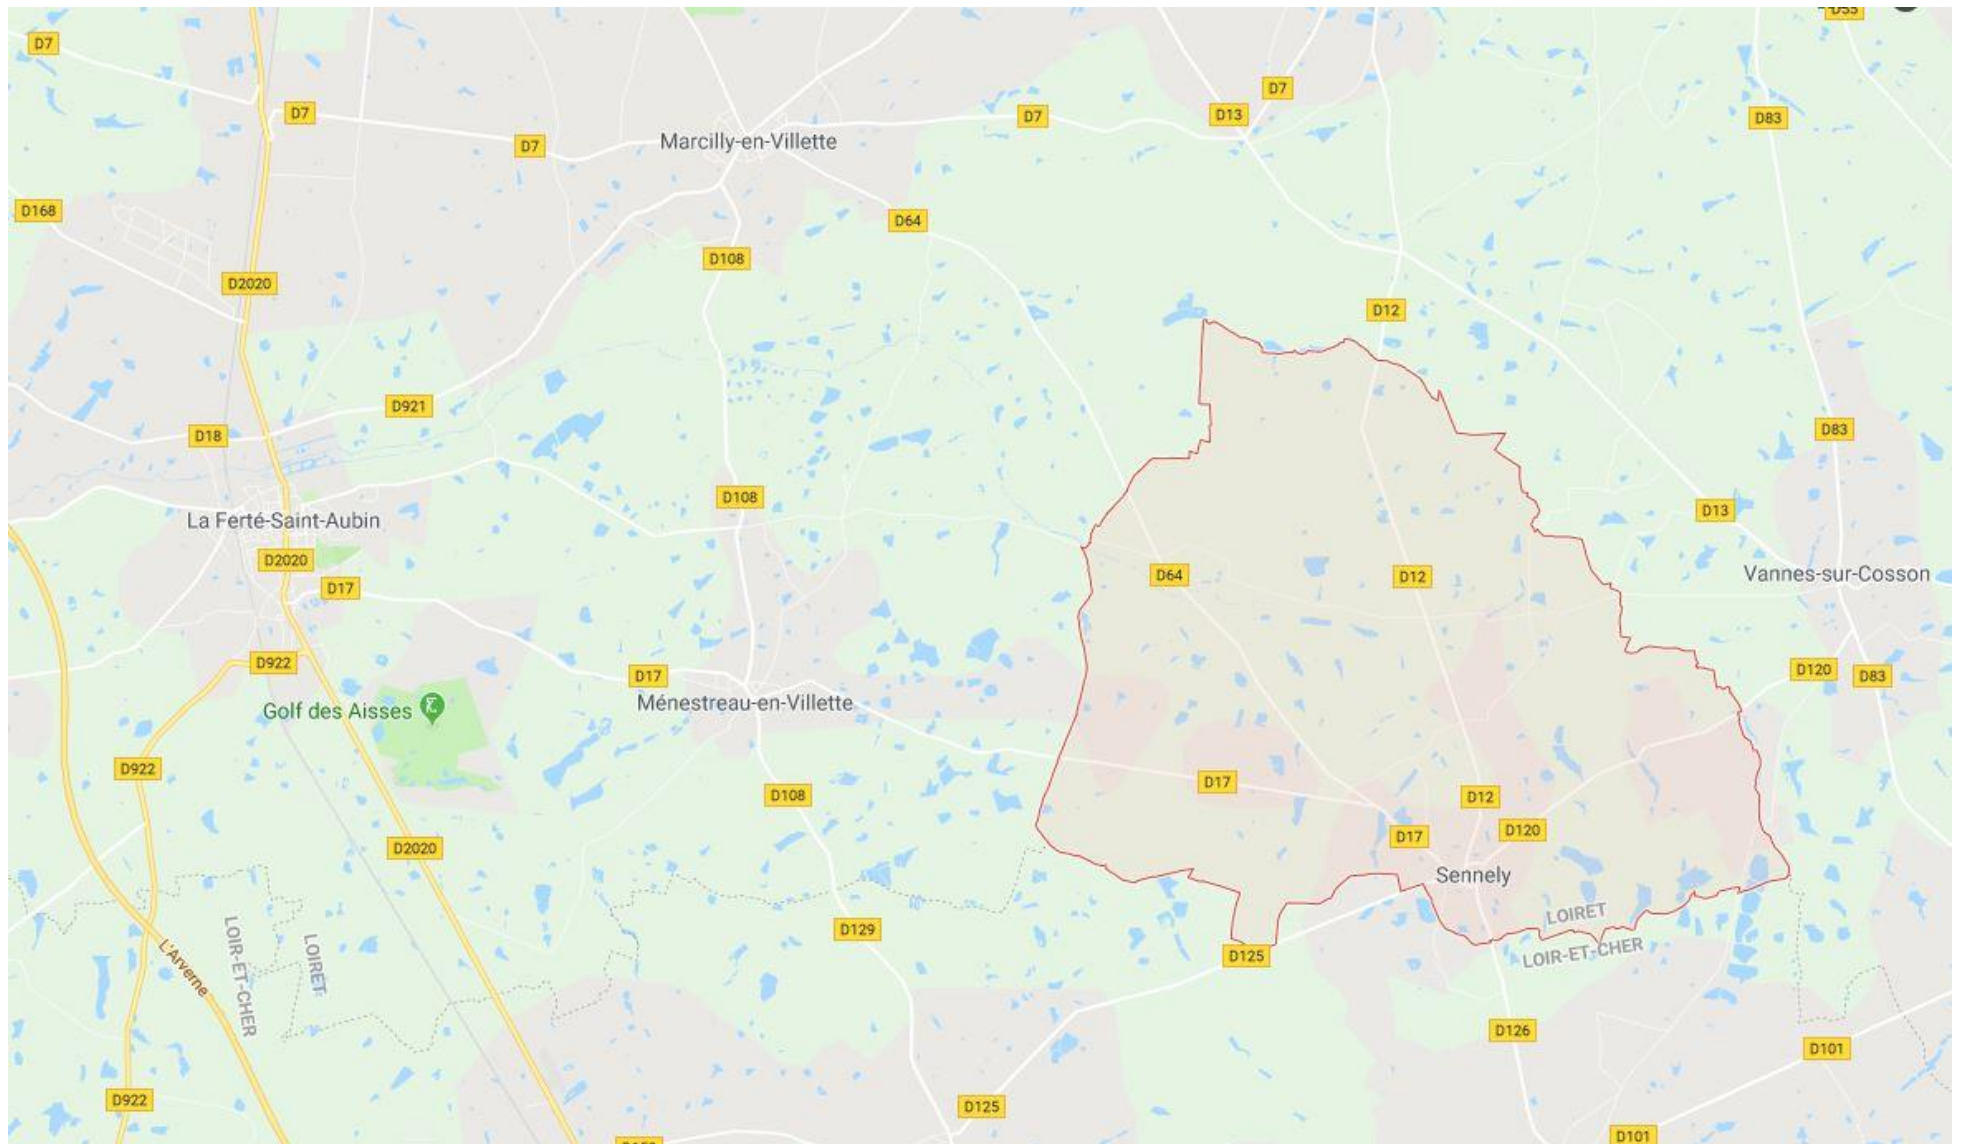 D55
D7
D7
D7
D13
D83
D7
D7
Marcilly-en-Villette
D168
D64
D108
D2020
D12
D921
D18
D83
D108
D13
La Ferté-Saint-Aubin
D2020
D17
D64
D12
Vannes-sur-Cosson
D922
D17
D120
D83
Golf des Aisses
Ménestreau-en-Villette
D922
D17
D108
D12
D2020
D17
D120
Sennely
LOIRET
LOIR-ET-CHER
D129
D125
L'Arverne
LOIR-ET-CHER
LOIRET
D126
D101
D922
D125
D101